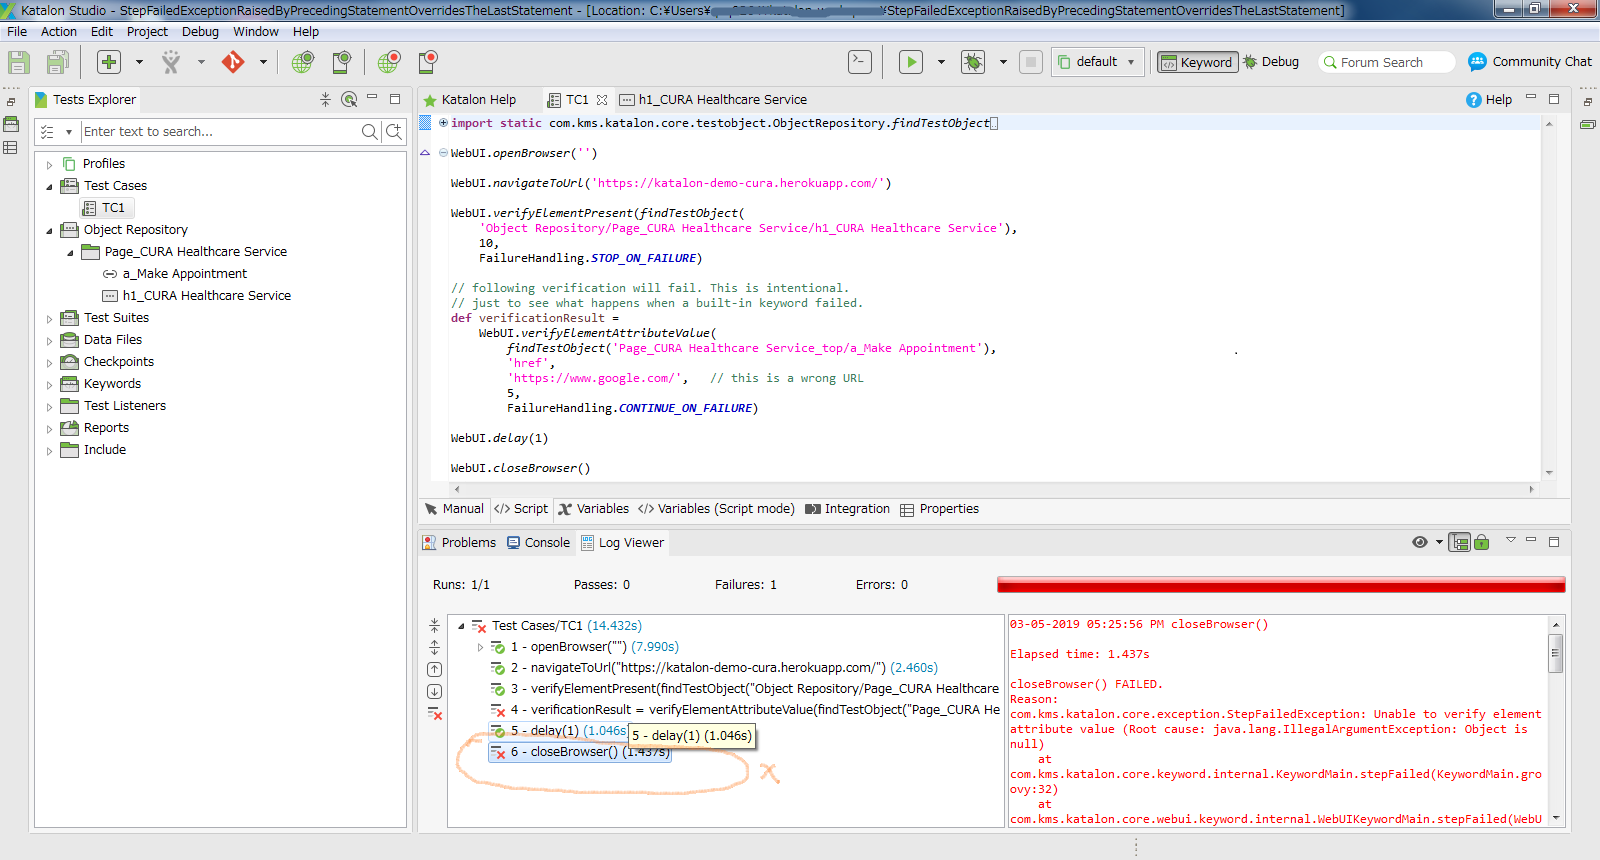 Katalon Studio - StepFailedExceptionRaisedByPrecedingStatementOverridesTheLastStatement - [Location: C:¥Users¥ ¥StepFailedExceptionRaisedByPrecedingStatementOverridesTheLastStatement]
File Action Edit Project Debug Window Help
default Keyword Debug Forum Search Community Chat
Tests Explorer
Enter text to search...
Profiles
Test Cases
TC1
Object Repository
Page_CURA Healthcare Service
a_Make Appointment
h1_CURA Healthcare Service
Test Suites
Data Files
Checkpoints
Keywords
Test Listeners
Reports
Include
Katalon Help TC1 h1_CURA Healthcare Service Help
import static com.kms.katalon.core.testobject.ObjectRepository.findTestObject
WebUI.openBrowser('')
WebUI.navigateToUrl('https://katalon-demo-cura.herokuapp.com/')
WebUI.verifyElementPresent(findTestObject(
'Object Repository/Page_CURA Healthcare Service/h1_CURA Healthcare Service'),
10,
FailureHandling.STOP_ON_FAILURE)
// following verification will fail. This is intentional.
// just to see what happens when a built-in keyword failed.
def verificationResult =
WebUI.verifyElementAttributeValue(
findTestObject('Page_CURA Healthcare Service_top/a_Make Appointment'),
'href',
'https://www.google.com/', // this is a wrong URL
5,
FailureHandling.CONTINUE_ON_FAILURE)
WebUI.delay(1)
WebUI.closeBrowser()
Manual </> Script Variables </> Variables (Script mode) Integration Properties
Problems Console Log Viewer
Runs: 1/1 Passes: 0 Failures: 1 Errors: 0
Test Cases/TC1 (14.432s)
1 - openBrowser("") (7.990s)
2 - navigateToUrl("https://katalon-demo-cura.herokuapp.com/") (2.460s)
3 - verifyElementPresent(findTestObject("Object Repository/Page_CURA Healthcare
4 - verificationResult = verifyElementAttributeValue(findTestObject("Page_CURA He
5 - delay(1) (1.046s)
5 - delay(1) (1.046s)
6 - closeBrowser() (1.437s)
x
03-05-2019 05:25:56 PM closeBrowser()
Elapsed time: 1.437s
closeBrowser() FAILED.
Reason:
com.kms.katalon.core.exception.StepFailedException: Unable to verify element
attribute value (Root cause: java.lang.IllegalArgumentException: Object is
null)
at
com.kms.katalon.core.keyword.internal.KeywordMain.stepFailed(KeywordMain.gro
ovy:32)
at
com.kms.katalon.core.webui.keyword.internal.WebUIKeywordMain.stepFailed(WebU